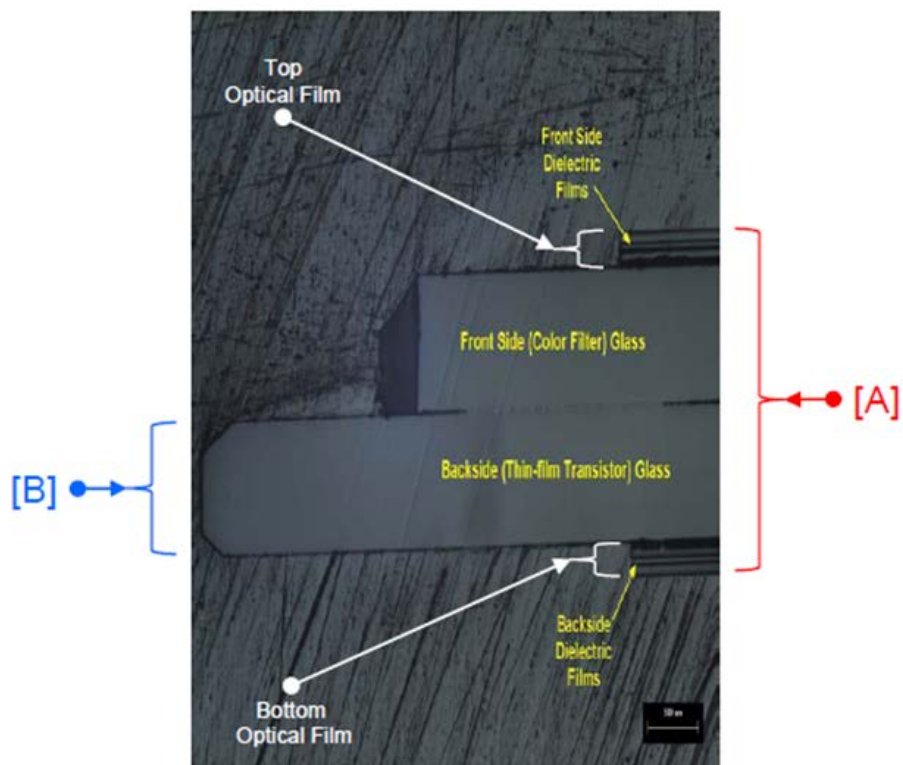 Top
Optical Film
Front Side
Dielectric
Films
Front Side (Color Filter) Glass
[A]
Backside (Thin-film Transistor) Glass
[B]
Backside
Dielectric
Films
Bottom
Optical Film